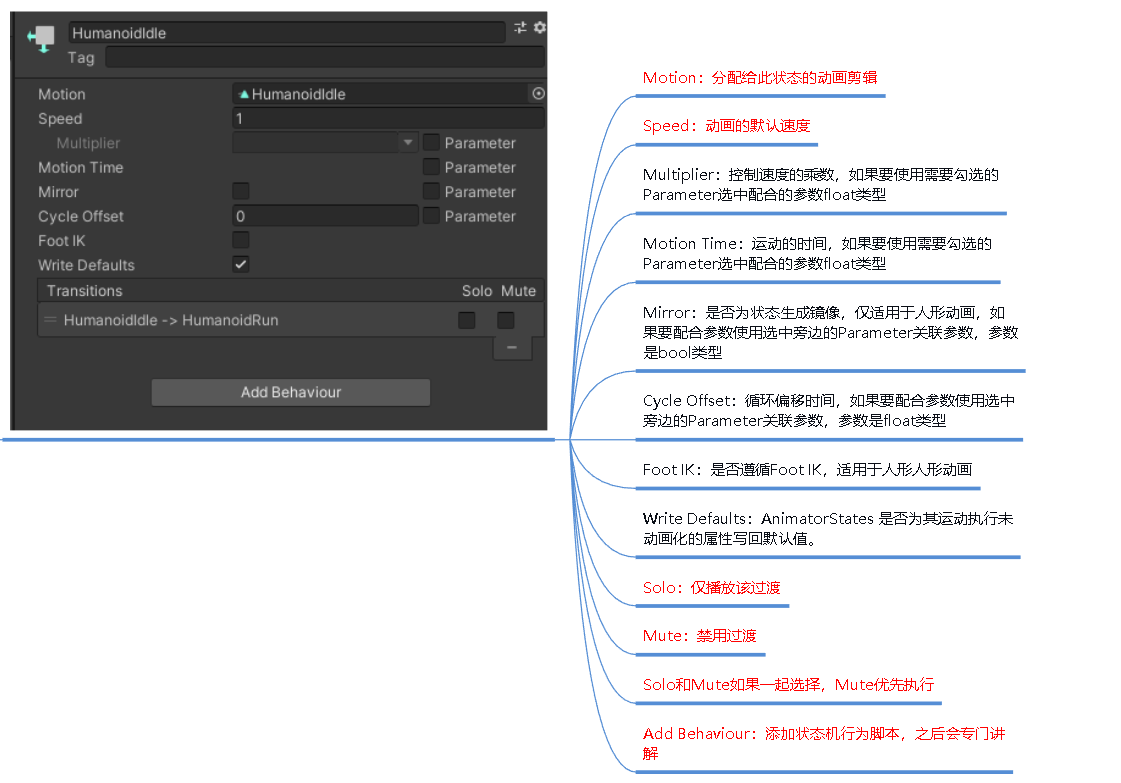 HumanoidIdle
Tag
Motion HumanoidIdle
Speed 1
Multiplier Parameter
Motion Time Parameter
Mirror Parameter
Cycle Offset 0 Parameter
Foot IK
Write Defaults
Transitions Solo Mute
HumanoidIdle -> HumanoidRun
Add Behaviour
Motion：分配给此状态的动画剪辑
Speed：动画的默认速度
Multiplier：控制速度的乘数，如果要使用需要勾选的
Parameter选中配合的参数float类型
Motion Time：运动的时间，如果要使用需要勾选的
Parameter选中配合的参数float类型
Mirror：是否为状态生成镜像，仅适用于人形动画，如
果要配合参数使用选中旁边的Parameter关联参数，参数
是bool类型
Cycle Offset：循环偏移时间，如果要配合参数使用选中
旁边的Parameter关联参数，参数是float类型
Foot IK：是否遵循Foot IK，适用于人形人形动画
Write Defaults：AnimatorStates 是否为其运动执行未
动画化的属性写回默认值。
Solo：仅播放该过渡
Mute：禁用过渡
Solo和Mute如果一起选择，Mute优先执行
Add Behaviour：添加状态机行为脚本，之后会专门讲
解